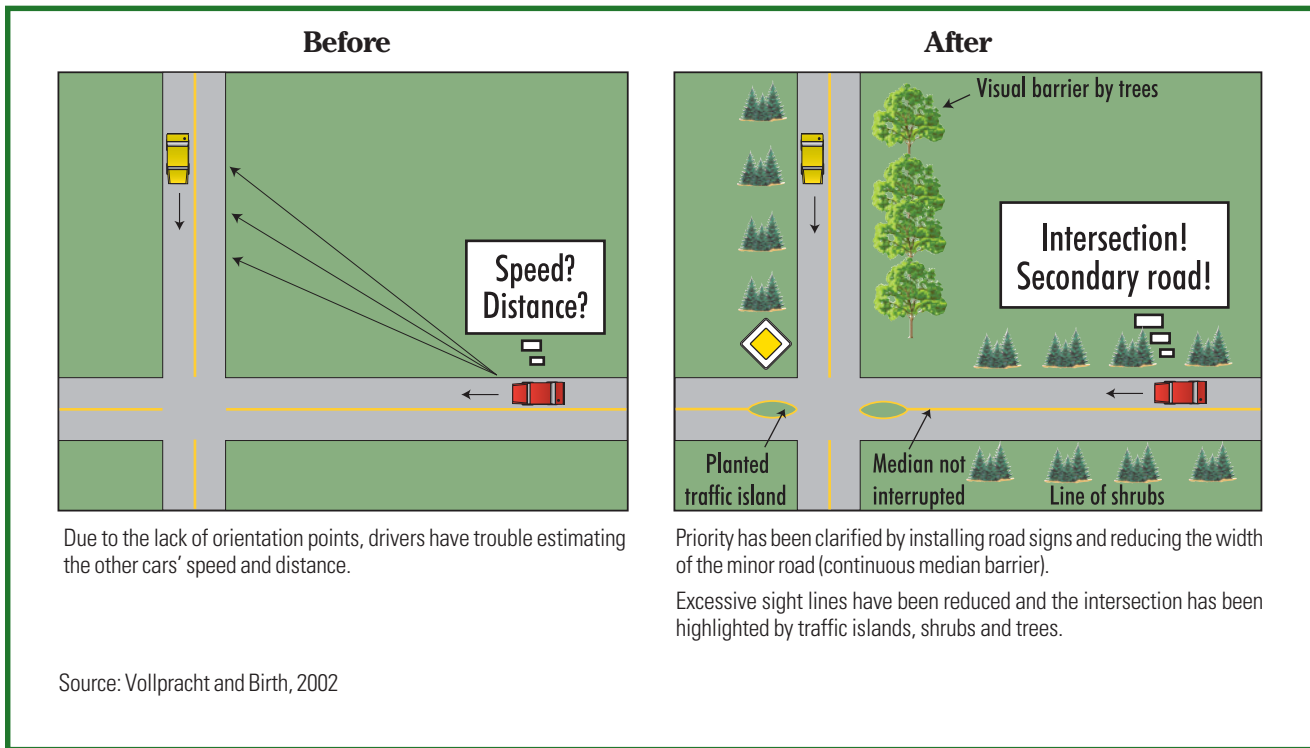 Before
Speed?
Distance?
Due to the lack of orientation points, drivers have trouble estimating
the other cars' speed and distance.
After
Visual barrier by trees
Intersection!
Secondary road!
Planted
traffic island
Median not
interrupted
Line of shrubs
Priority has been clarified by installing road signs and reducing the width
of the minor road (continuous median barrier).
Excessive sight lines have been reduced and the intersection has been
highlighted by traffic islands, shrubs and trees.
Source: Vollpracht and Birth, 2002